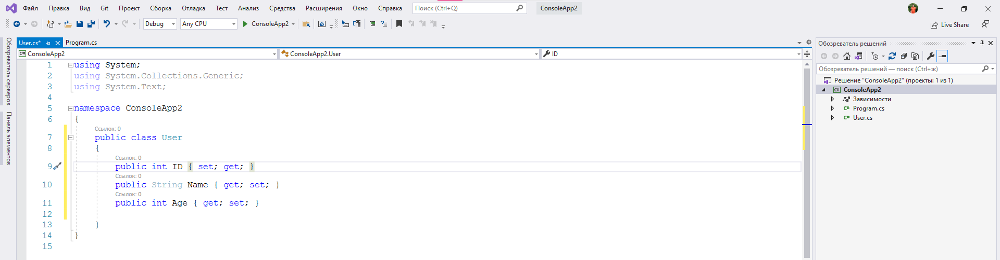 Файл Правка Вид Git Проект Сборка Отладка Тест Анализ Средства Расширения Окно Справка Поиск (Ctrl+Q) ConsoleApp2
Debug Any CPU ConsoleApp2 Live Share
Обозреватель серверов
Панель элементов
User.cs* Program.cs
ConsoleApp2 ConsoleApp2.User ID
1 using System;
2 using System.Collections.Generic;
3 using System.Text;
4
5 namespace ConsoleApp2
6 {
Ссылок: 0
7 public class User
8 {
Ссылок: 0
9 public int ID { set; get; }
Ссылок: 0
10 public String Name { get; set; }
Ссылок: 0
11 public int Age { get; set; }
12
13 }
14 }
15
Обозреватель решений
Обозреватель решений — поиск (Ctrl+ж)
Решение "ConsoleApp2" (проекты: 1 из 1)
C# ConsoleApp2
Зависимости
C# Program.cs
C# User.cs